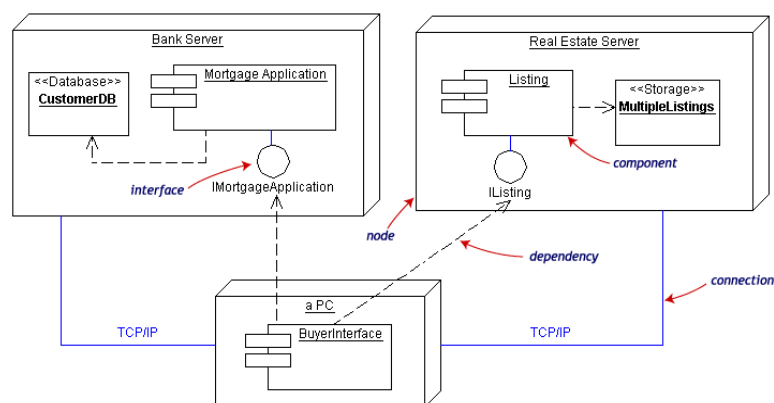 Bank Server
<<Database>>
CustomerDB
Mortgage Application
interface
IMortgageApplication
Real Estate Server
Listing
<<Storage>>
MultipleListings
component
IListing
node
dependency
connection
a PC
BuyerInterface
TCP/IP
TCP/IP